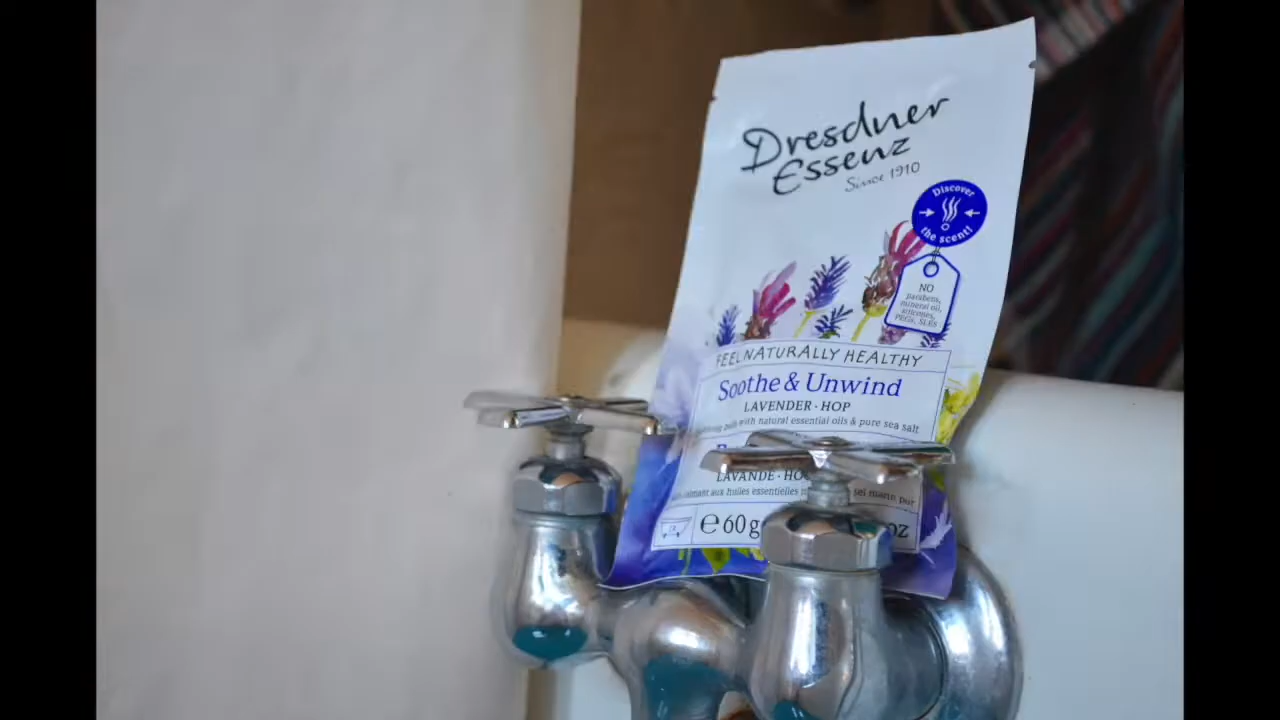 Dresdner
Essenz
Since 1910
Discover
the scent!
NO
parabens,
mineral oil,
silicones,
PEGs, SLES
FEEL NATURALLY HEALTHY
Soothe & Unwind
LAVENDER · HOP
bath with natural essential oils & pure sea salt
LAVANDE · HO
aux huiles essentielles
sel marin pur
e 60 g
oz